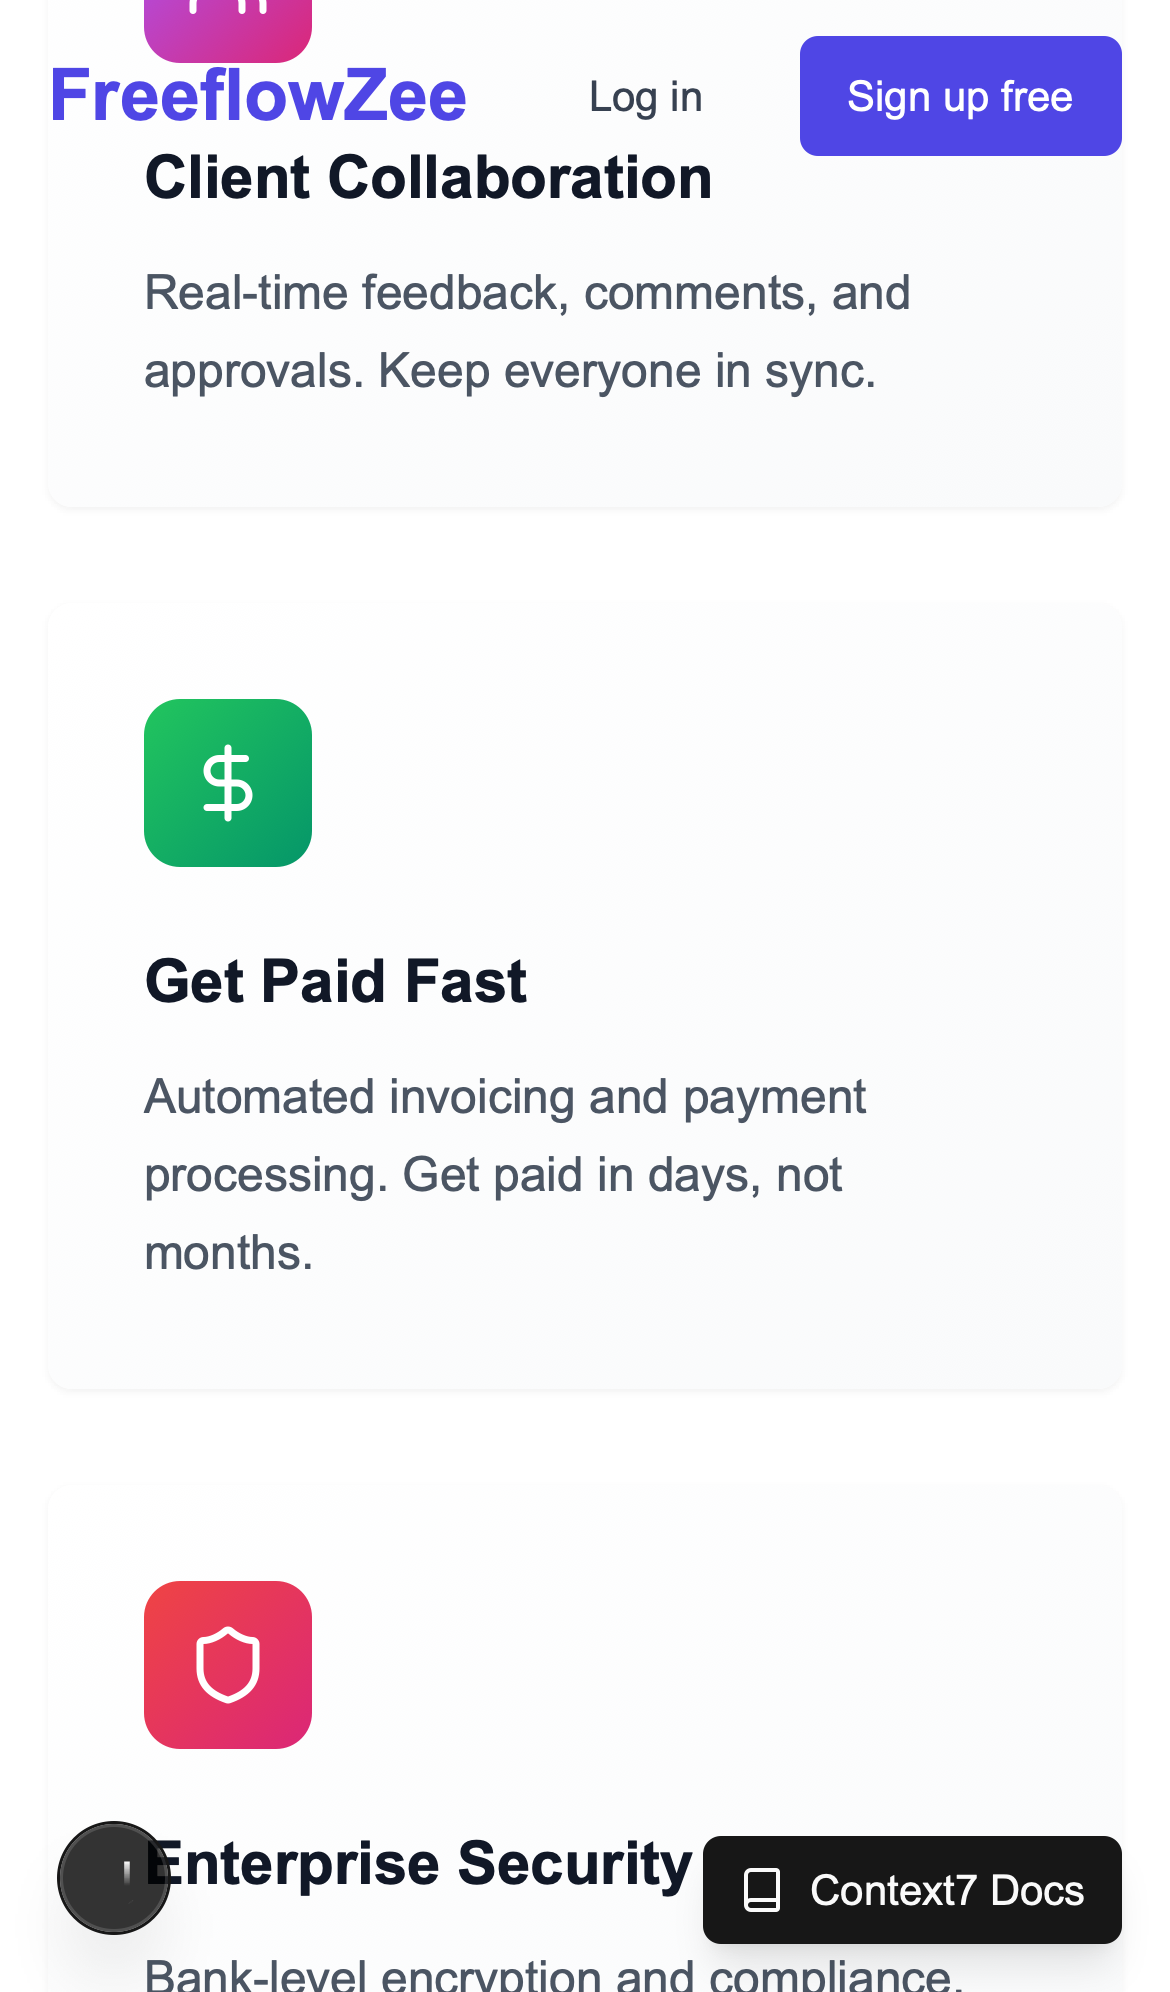 FreeflowZee
Log in
Sign up free
Client Collaboration
Real-time feedback, comments, and
approvals. Keep everyone in sync.
Get Paid Fast
Automated invoicing and payment
processing. Get paid in days, not
months.
Enterprise Security
Context7 Docs
Bank-level encryption and compliance.